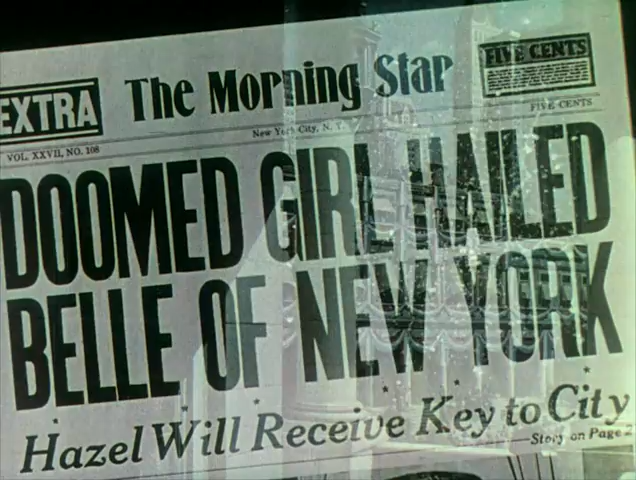 EXTRA
The Morning Star
FIVE CENTS
FIVE CENTS
New York City, N. Y.
VOL. XXVII, NO. 108
DOOMED GIRL HAILED
BELLE OF NEW YORK
Hazel Will Receive Key to City
Story on Page 2